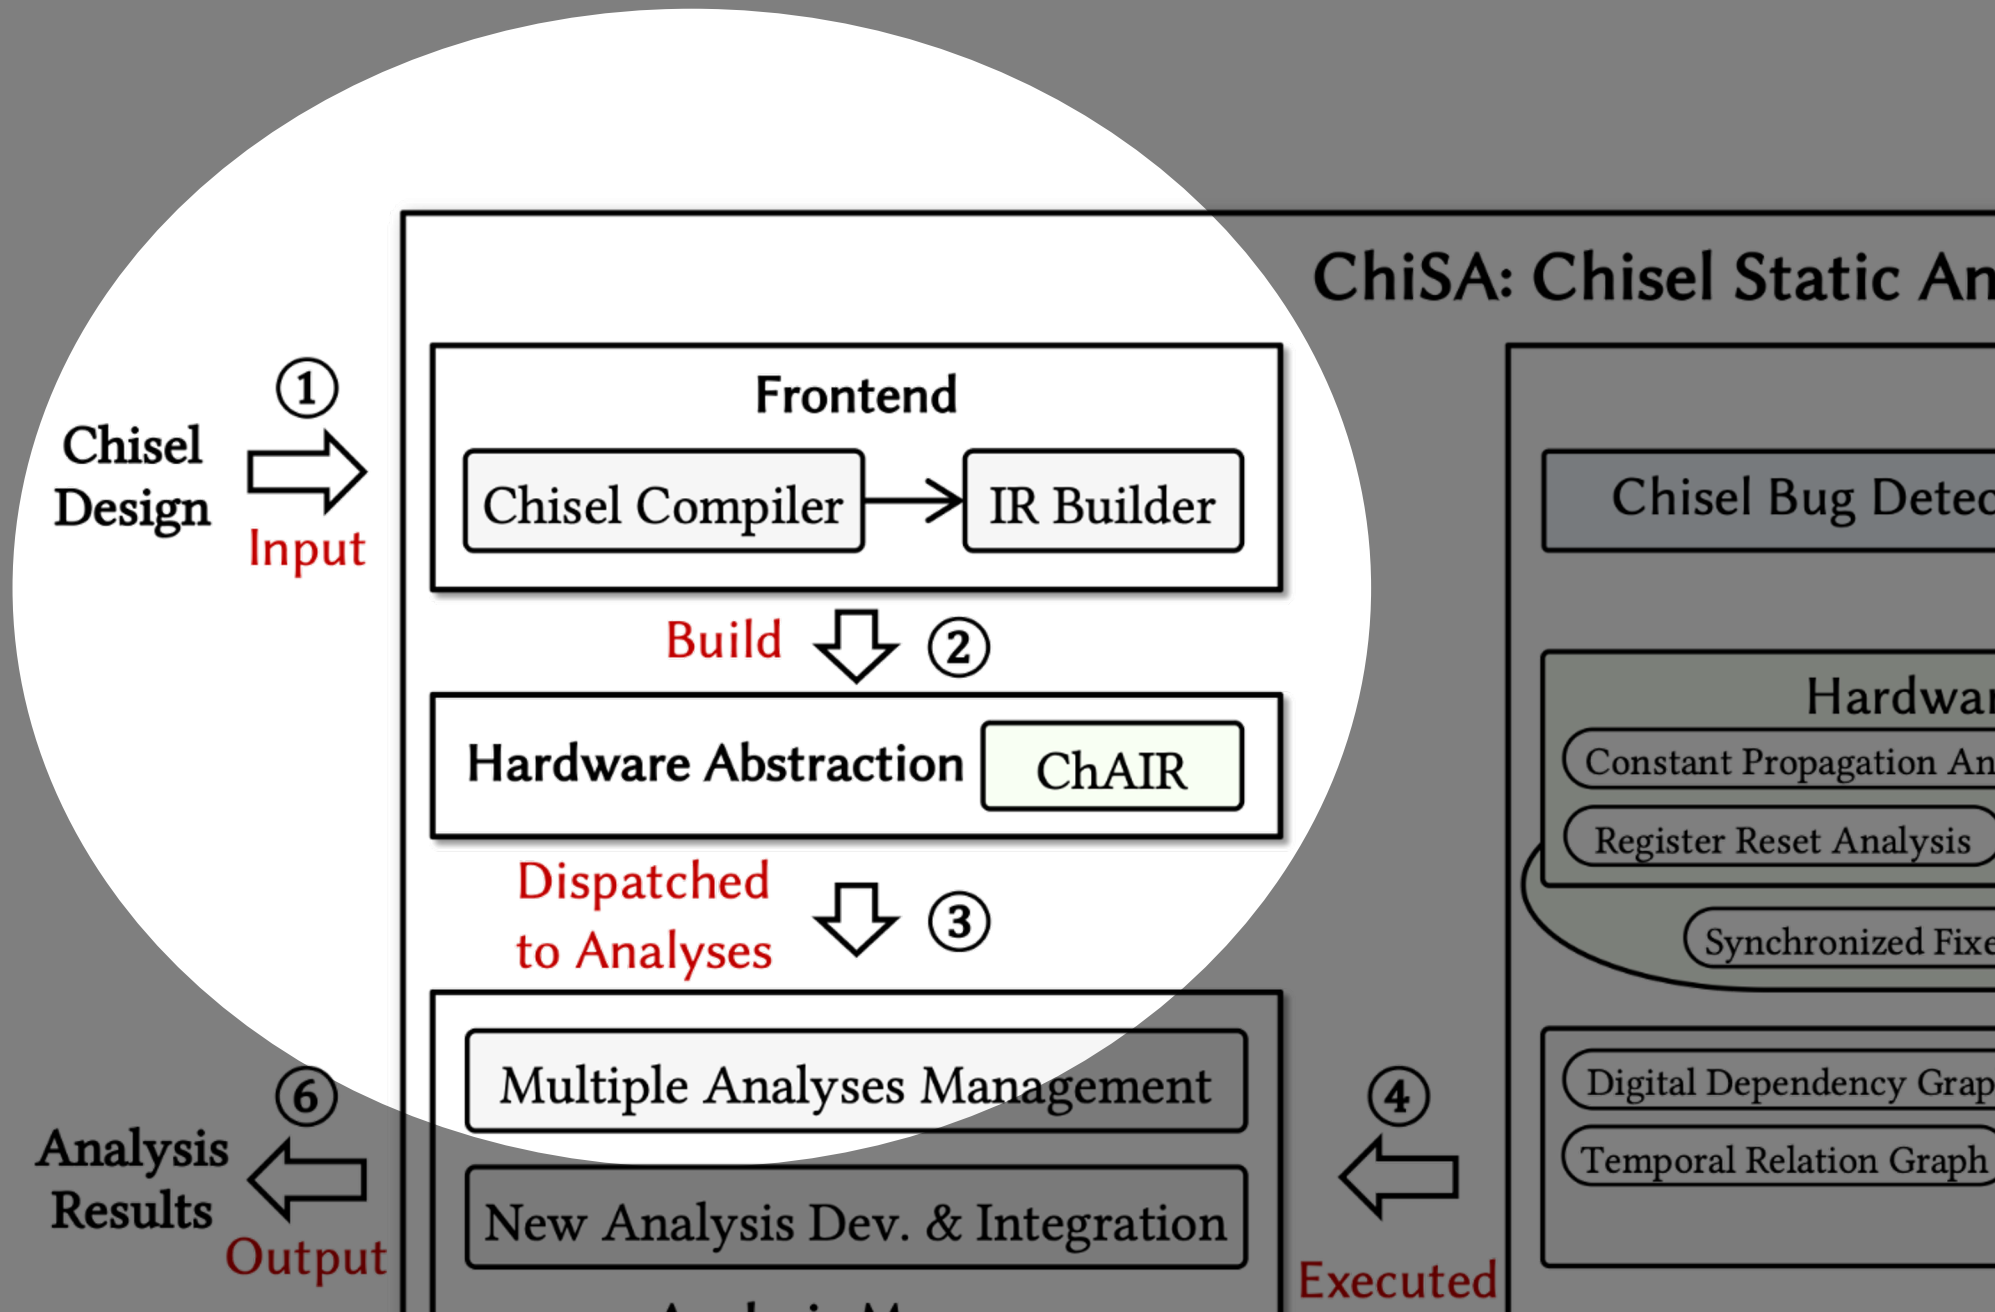 ChiSA: Chisel Static An
①
Chisel
Design
Input
Frontend
Chisel Compiler
IR Builder
Build
②
Hardware Abstraction
ChAIR
Dispatched
to Analyses
③
Multiple Analyses Management
New Analysis Dev. & Integration
⑥
Analysis
Results
Output
④
Executed
Chisel Bug Detec
Hardwar
Constant Propagation An
Register Reset Analysis
Synchronized Fixe
Digital Dependency Grap
Temporal Relation Graph